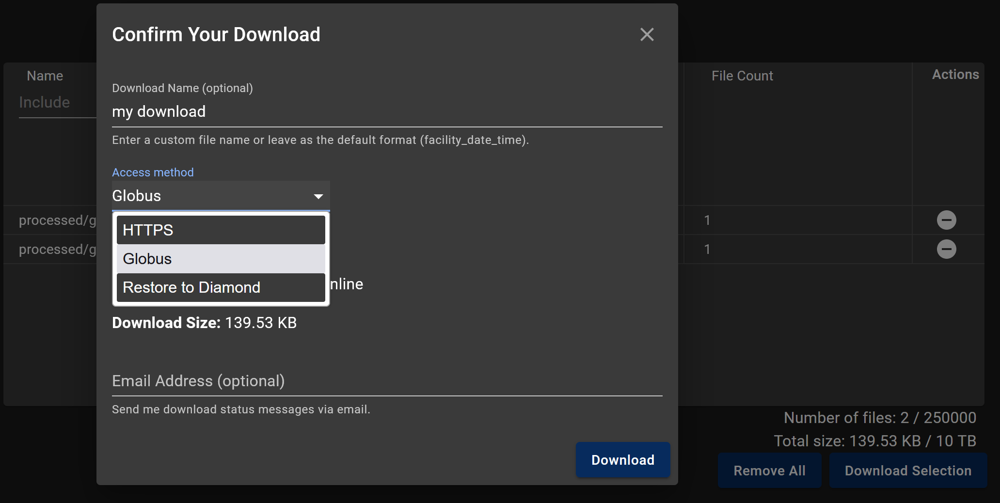 Confirm Your Download
Name
File Count
Actions
Include
Download Name (optional)
my download
Enter a custom file name or leave as the default format (facility_date_time).
Access method
Globus
HTTPS
Globus
Restore to Diamond
processed/g
1
processed/g
1
nline
Download Size: 139.53 KB
Email Address (optional)
Send me download status messages via email.
Number of files: 2 / 250000
Total size: 139.53 KB / 10 TB
Download
Remove All
Download Selection